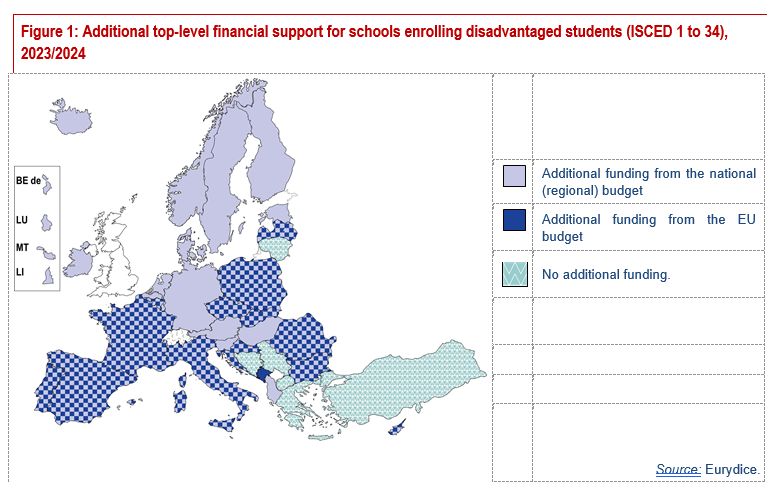 Figure 1: Additional top-level financial support for schools enrolling disadvantaged students (ISCED 1 to 34),
2023/2024
BE de
LU
MT
LI
Additional funding from the national
(regional) budget
Additional funding from the EU
budget
No additional funding.
Source: Eurydice.